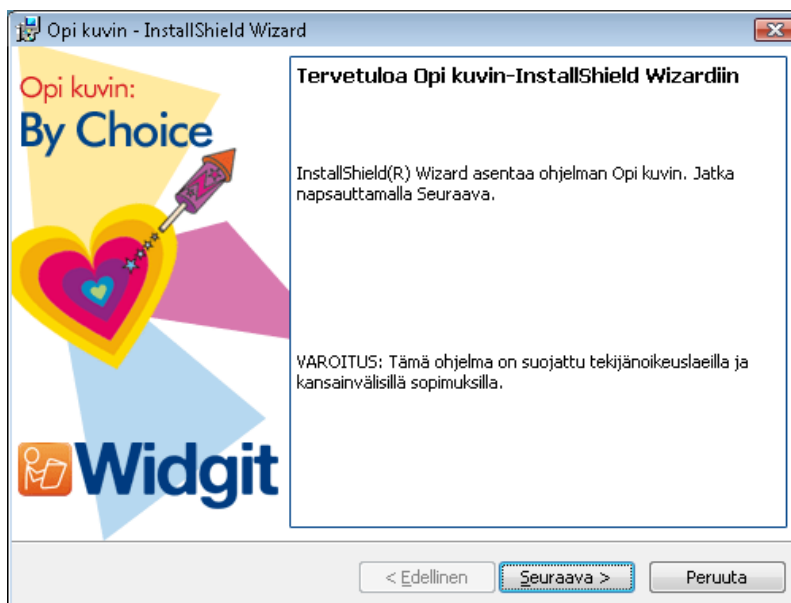 Opi kuvin - InstallShield Wizard
Opi kuvin:
By Choice
Widgit
Tervetuloa Opi kuvin-InstallShield Wizardiin
InstallShield(R) Wizard asentaa ohjelman Opi kuvin. Jatka
napsauttamalla Seuraava.
VAROITUS: Tämä ohjelma on suojattu tekijänoikeuslaeilla ja
kansainvälisillä sopimuksilla.
< Edellinen
Seuraava >
Peruuta